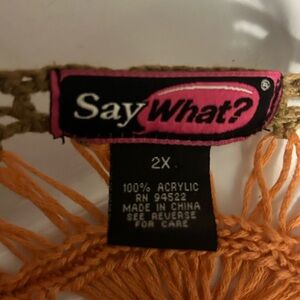 Say What? ®
2X
100% ACRYLIC
RN 94522
MADE IN CHINA
SEE REVERSE
FOR CARE